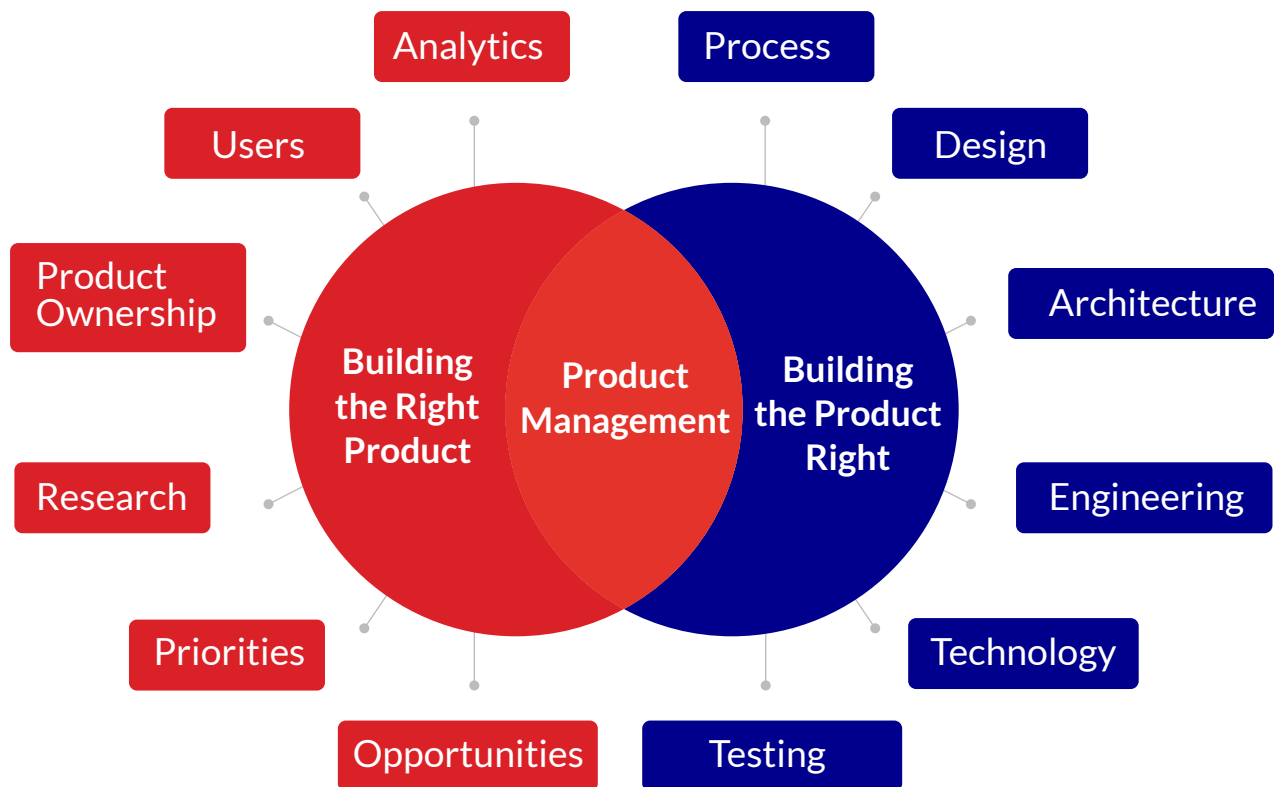 Analytics
Process
Users
Design
Product
Ownership
Architecture
Building
the Right
Product
Product
Management
Building
the Product
Right
Research
Engineering
Priorities
Technology
Opportunities
Testing